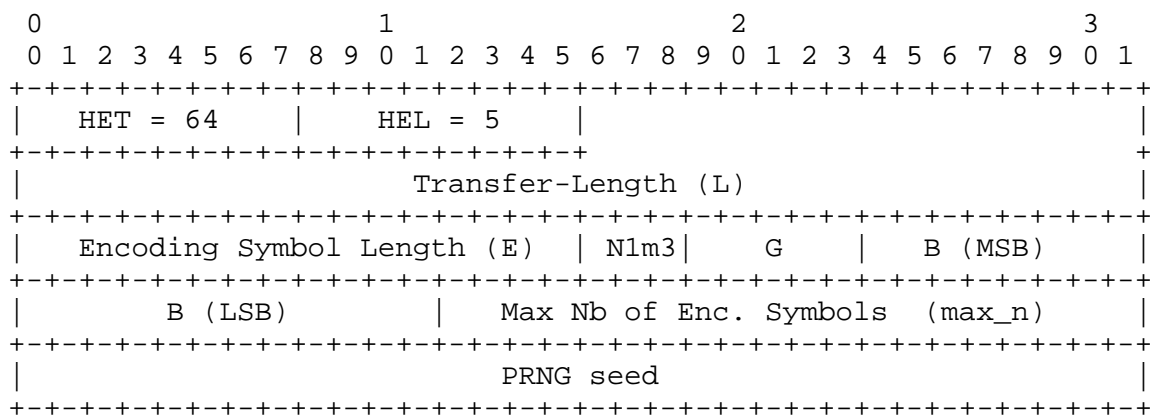 0                   1                   2                   3
 0 1 2 3 4 5 6 7 8 9 0 1 2 3 4 5 6 7 8 9 0 1 2 3 4 5 6 7 8 9 0 1
+-+-+-+-+-+-+-+-+-+-+-+-+-+-+-+-+-+-+-+-+-+-+-+-+-+-+-+-+-+-+-+-+
|   HET = 64    |    HEL = 5    |                               |
+-+-+-+-+-+-+-+-+-+-+-+-+-+-+-+-+                               +
|                      Transfer-Length (L)                      |
+-+-+-+-+-+-+-+-+-+-+-+-+-+-+-+-+-+-+-+-+-+-+-+-+-+-+-+-+-+-+-+-+
|   Encoding Symbol Length (E)  | N1m3|    G    |   B (MSB)     |
+-+-+-+-+-+-+-+-+-+-+-+-+-+-+-+-+-+-+-+-+-+-+-+-+-+-+-+-+-+-+-+-+
|        B (LSB)        |   Max Nb of Enc. Symbols  (max_n)     |
+-+-+-+-+-+-+-+-+-+-+-+-+-+-+-+-+-+-+-+-+-+-+-+-+-+-+-+-+-+-+-+-+
|                           PRNG seed                           |
+-+-+-+-+-+-+-+-+-+-+-+-+-+-+-+-+-+-+-+-+-+-+-+-+-+-+-+-+-+-+-+-+